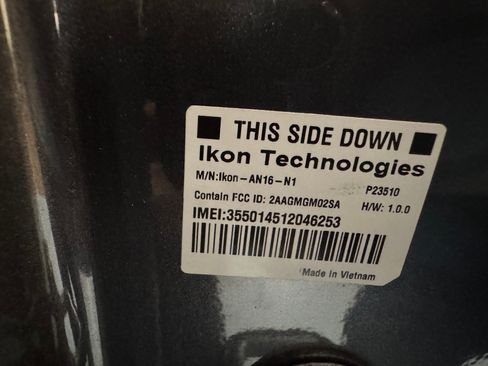 THIS SIDE DOWN
Ikon Technologies
M/N:Ikon-AN16-N1 P23510
Contain FCC ID: 2AAGMGM02SA H/W: 1.0.0
IMEI:355014512046253
Made in Vietnam